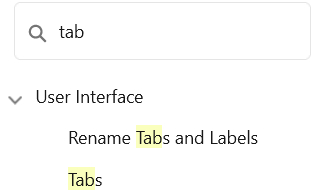 tab
User Interface
Rename Tabs and Labels
Tabs